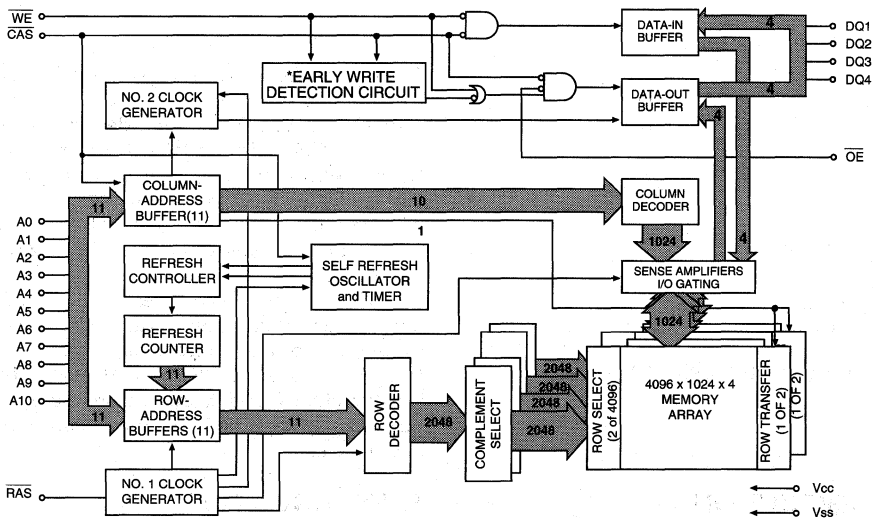 WE
CAS
*EARLY WRITE
DETECTION CIRCUIT
NO. 2 CLOCK
GENERATOR
DATA-IN
BUFFER
DATA-OUT
BUFFER
4
4
4
4
DQ1
DQ2
DQ3
DQ4
OE
COLUMN-
ADDRESS
BUFFER(11)
11
10
1
COLUMN
DECODER
1024
SENSE AMPLIFIERS
I/O GATING
1024
A0
A1
A2
A3
A4
A5
A6
A7
A8
A9
A10
REFRESH
CONTROLLER
SELF REFRESH
OSCILLATOR
and TIMER
REFRESH
COUNTER
11
11
ROW-
ADDRESS
BUFFERS (11)
11
ROW
DECODER
2048
COMPLEMENT
SELECT
2048
2048
2048
2048
ROW SELECT
(2 of 4096)
4096 x 1024 x 4
MEMORY
ARRAY
ROW TRANSFER
(1 OF 2)
(1 OF 2)
RAS
NO. 1 CLOCK
GENERATOR
Vcc
Vss